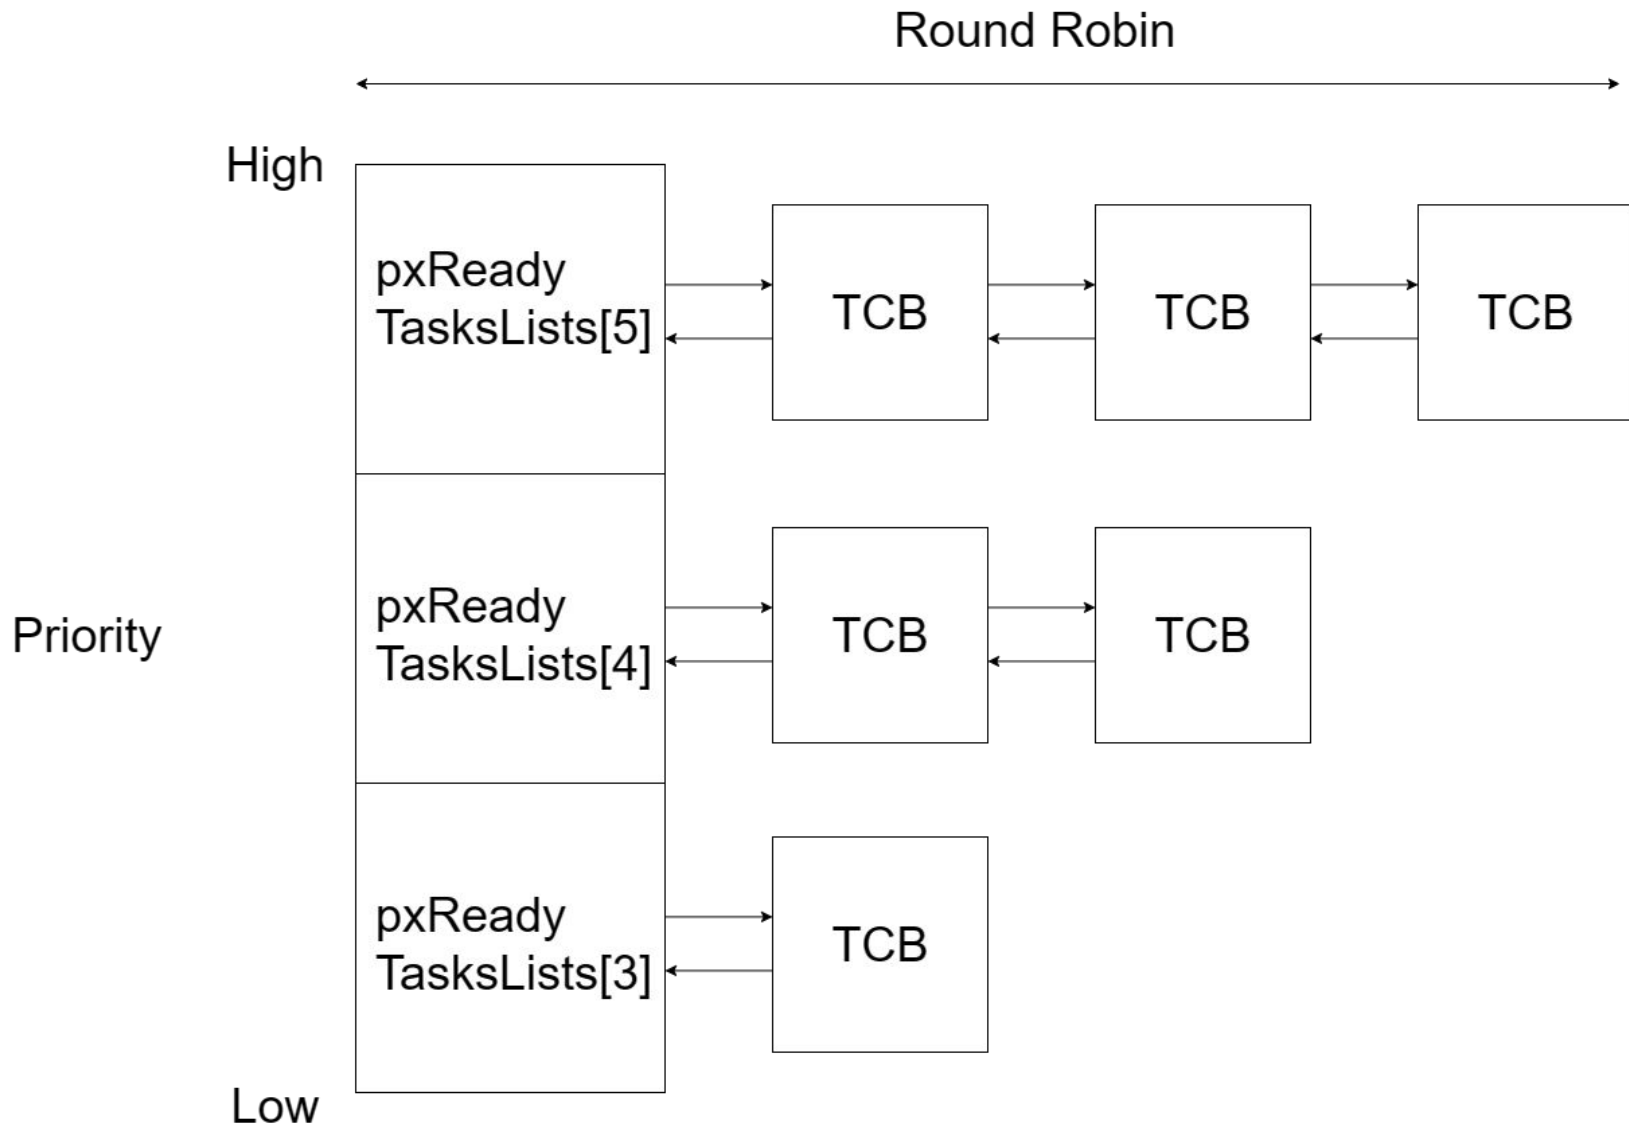 Round Robin
High
pxReady
TasksLists[5]
TCB
TCB
TCB
Priority
pxReady
TasksLists[4]
TCB
TCB
pxReady
TasksLists[3]
TCB
Low